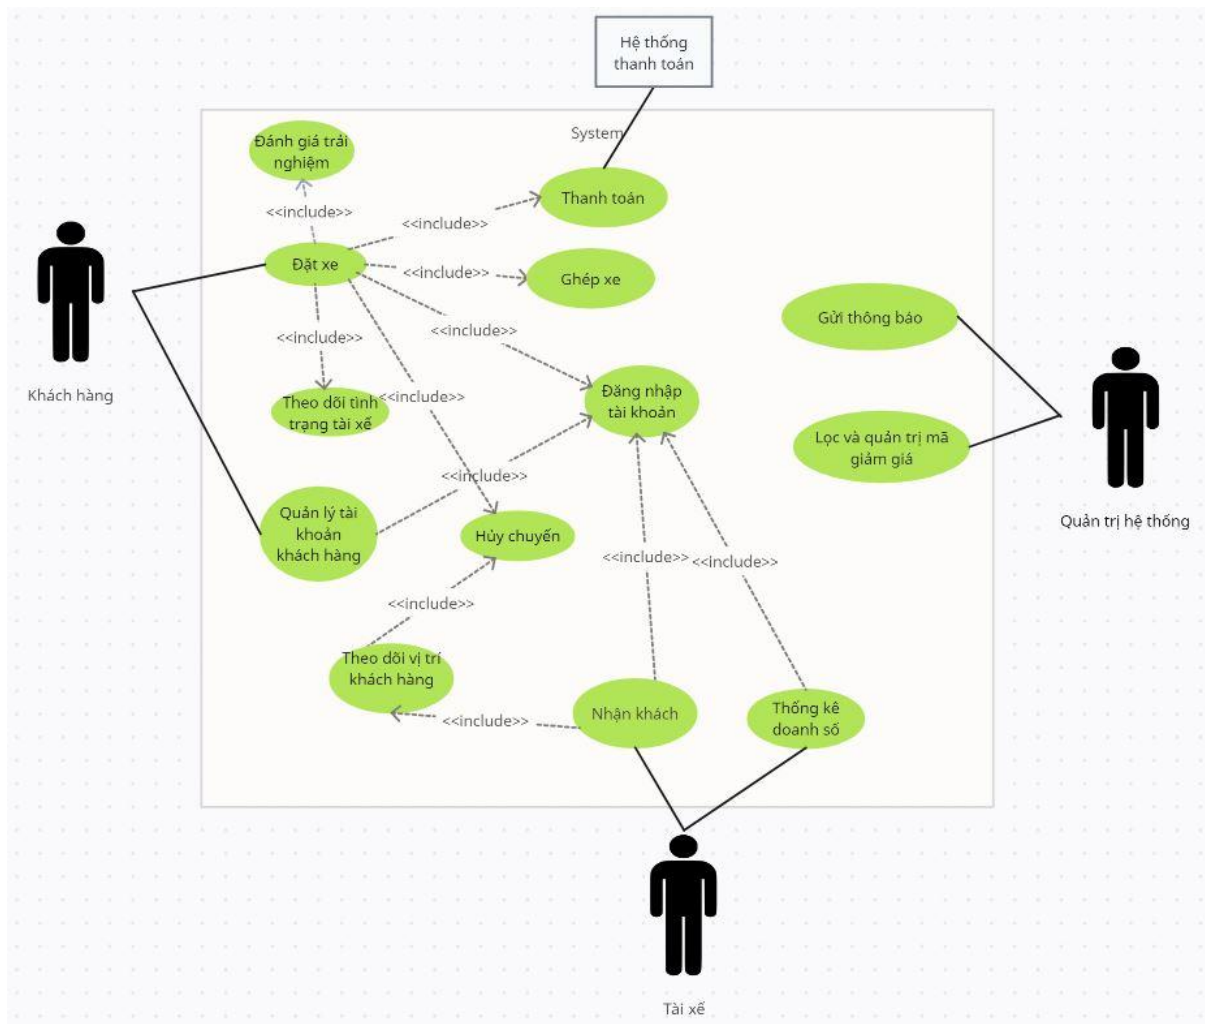 Hệ thống
thanh toán
System
Đánh giá trải
nghiệm
<<include>>
Thanh toán
<<include>>
Đặt xe
<<include>>
Ghép xe
Gửi thông báo
<<include>>
<<include>>
Khách hàng
Theo dõi tình
trạng tài xế
<<include>>
Đăng nhập
tài khoản
Lọc và quản trị mã
giảm giá
<<include>>
Quản lý tài
khoản
khách hàng
Hủy chuyến
Quản trị hệ thống
<<include>>
<<include>>
<<include>>
Theo dõi vị trí
khách hàng
<<include>>
Nhận khách
Thống kê
doanh số
Tài xế